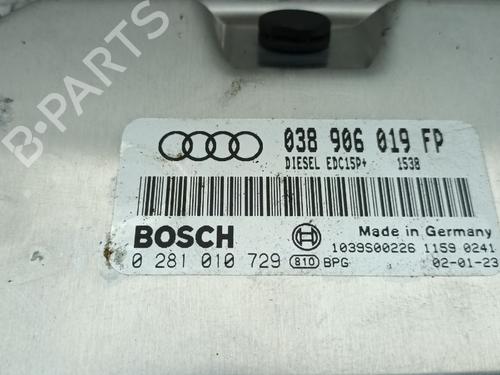 038 906 019 FP
DIESEL EDC15P+ 1538
BOSCH
Made in Germany
1039S00226 1159 0241
0 281 010 729 810 BPG 02-01-23
B-PARTS